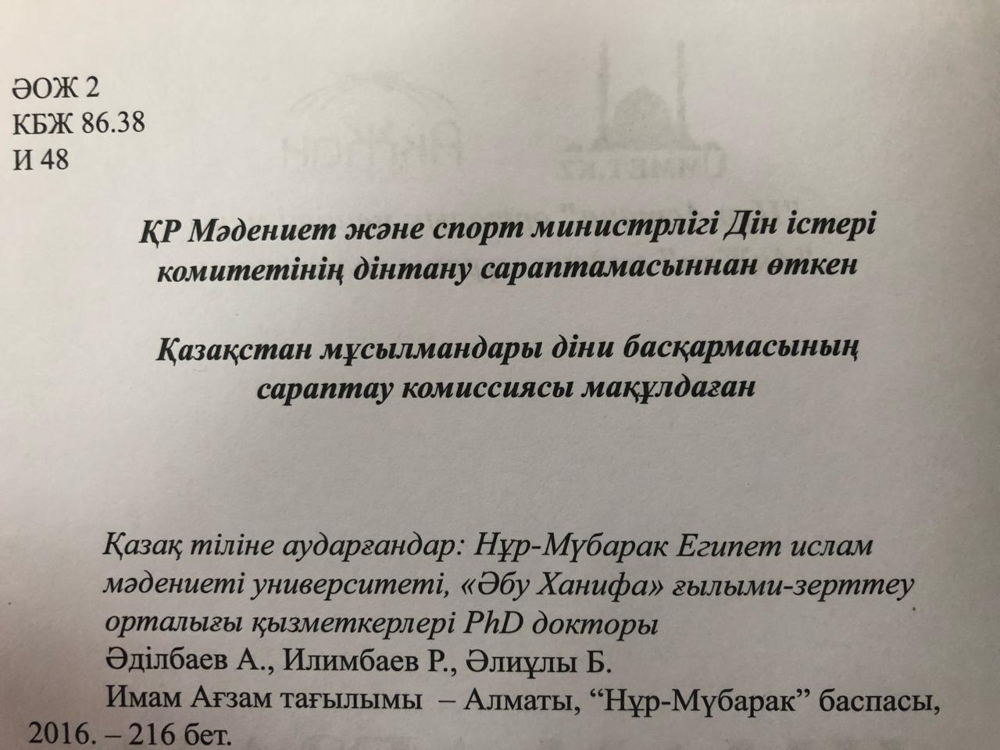 ӘОЖ 2
КБЖ 86.38
И 48
ҚР Мәдениет және спорт министрлігі Дін істері
комитетінің дінтану сараптамасыннан өткен
Қазақстан мұсылмандары діни басқармасының
сараптау комиссиясы мақұлдаған
Қазақ тіліне аударғандар: Нұр-Мүбарак Египет ислам
мәдениеті университеті, «Әбу Ханифа» ғылыми-зерттеу
орталығы қызметкерлері PhD докторы
Әділбаев А., Илимбаев Р., Әлиұлы Б.
Имам Ағзам тағылымы – Алматы, “Нұр-Мүбарак” баспасы,
2016. – 216 бет.